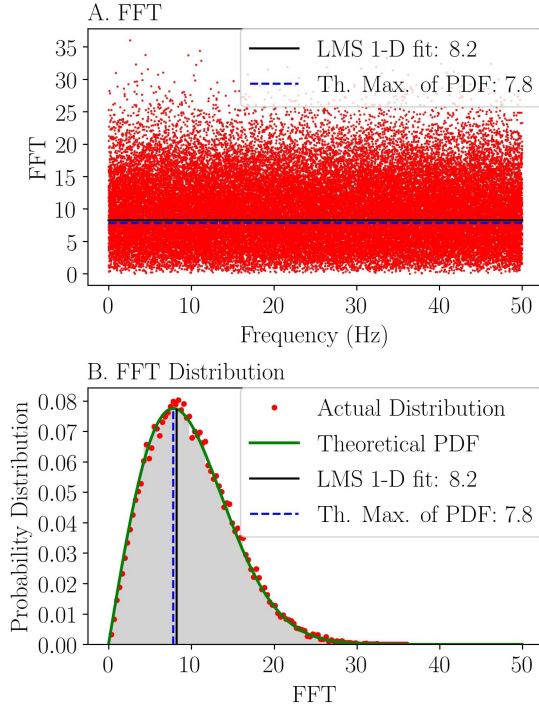 A. FFT
LMS 1-D fit: 8.2
Th. Max. of PDF: 7.8
FFT
35
30
25
20
15
10
5
0
0 10 20 30 40 50
Frequency (Hz)
B. FFT Distribution
Actual Distribution
Theoretical PDF
LMS 1-D fit: 8.2
Th. Max. of PDF: 7.8
Probability Distribution
0.08
0.07
0.06
0.05
0.04
0.03
0.02
0.01
0.00
0 10 20 30 40 50
FFT